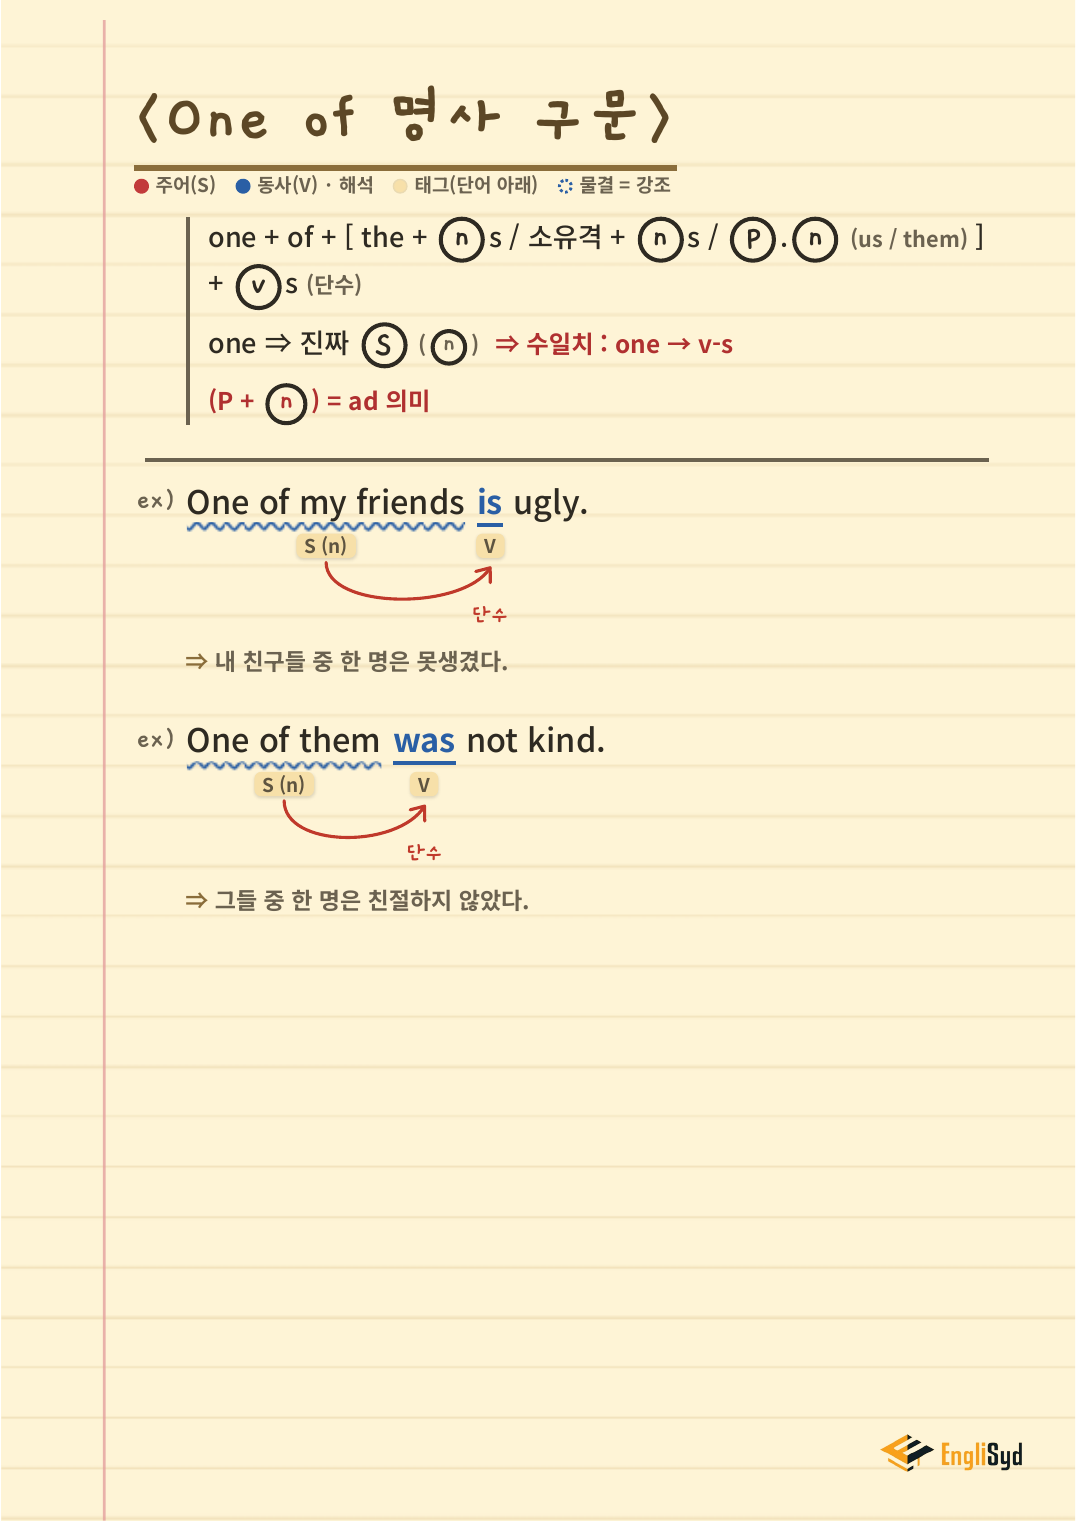 <One of 명사 구문>
주어(S) 동사(V) · 해석 태그(단어 아래) 물결 = 강조
one + of + [ the + n s / 소유격 + n s / P . n (us / them) ]
+ v s (단수)
one ⇒ 진짜 S ( n ) ⇒ 수일치 : one → v-s
(P + n ) = ad 의미
ex) One of my friends is ugly.
S (n) V
단수
⇒ 내 친구들 중 한 명은 못생겼다.
ex) One of them was not kind.
S (n) V
단수
⇒ 그들 중 한 명은 친절하지 않았다.
EngliSyd